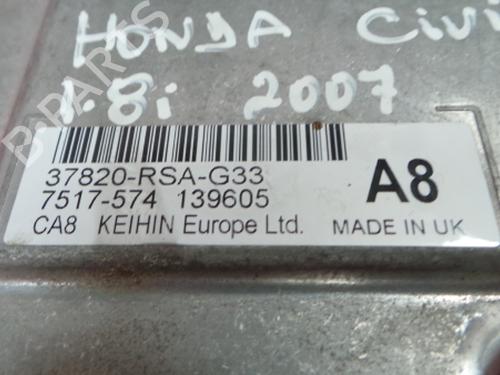 HONDA Civi
1.8i 2007
37820-RSA-G33
7517-574 139605
CA8 KEIHIN Europe Ltd.
A8
MADE IN UK
B-PARTS